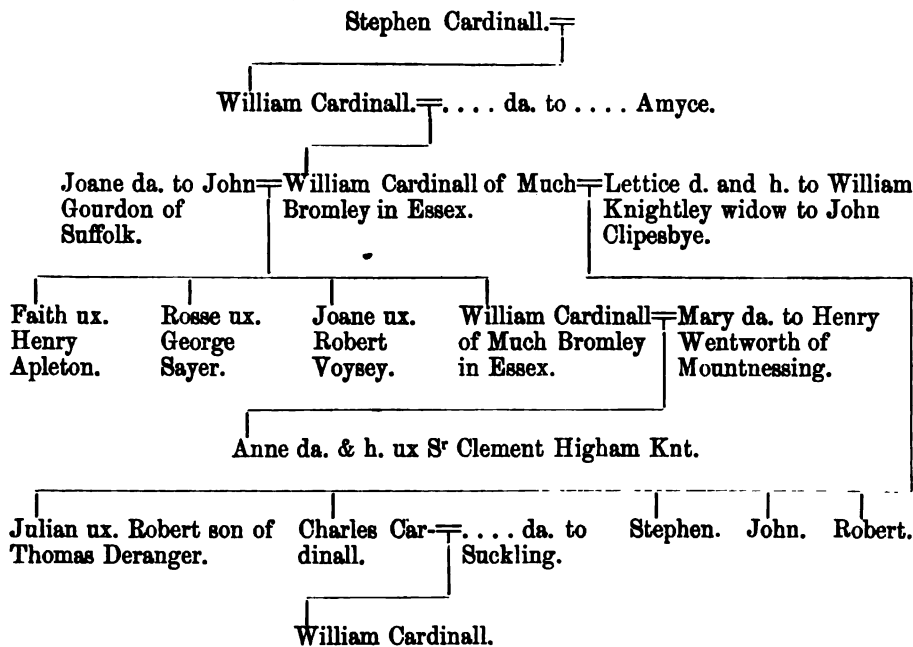 Stephen Cardinall.
William Cardinall. . . . . da. to . . . . Amyce.
Joane da. to John
Gourdon of
Suffolk.
William Cardinall of Much
Bromley in Essex.
Lettice d. and h. to William
Knightley widow to John
Clipesbye.
Faith ux.
Henry
Apleton.
Rosse ux.
George
Sayer.
Joane ux.
Robert
Voysey.
William Cardinall
of Much Bromley
in Essex.
Mary da. to Henry
Wentworth of
Mountnessing.
Anne da. & h. ux Sʳ Clement Higham Knt.
Julian ux. Robert son of
Thomas Deranger.
Charles Car-
dinall.
. . . . da. to
Suckling.
Stephen.
John.
Robert.
William Cardinall.